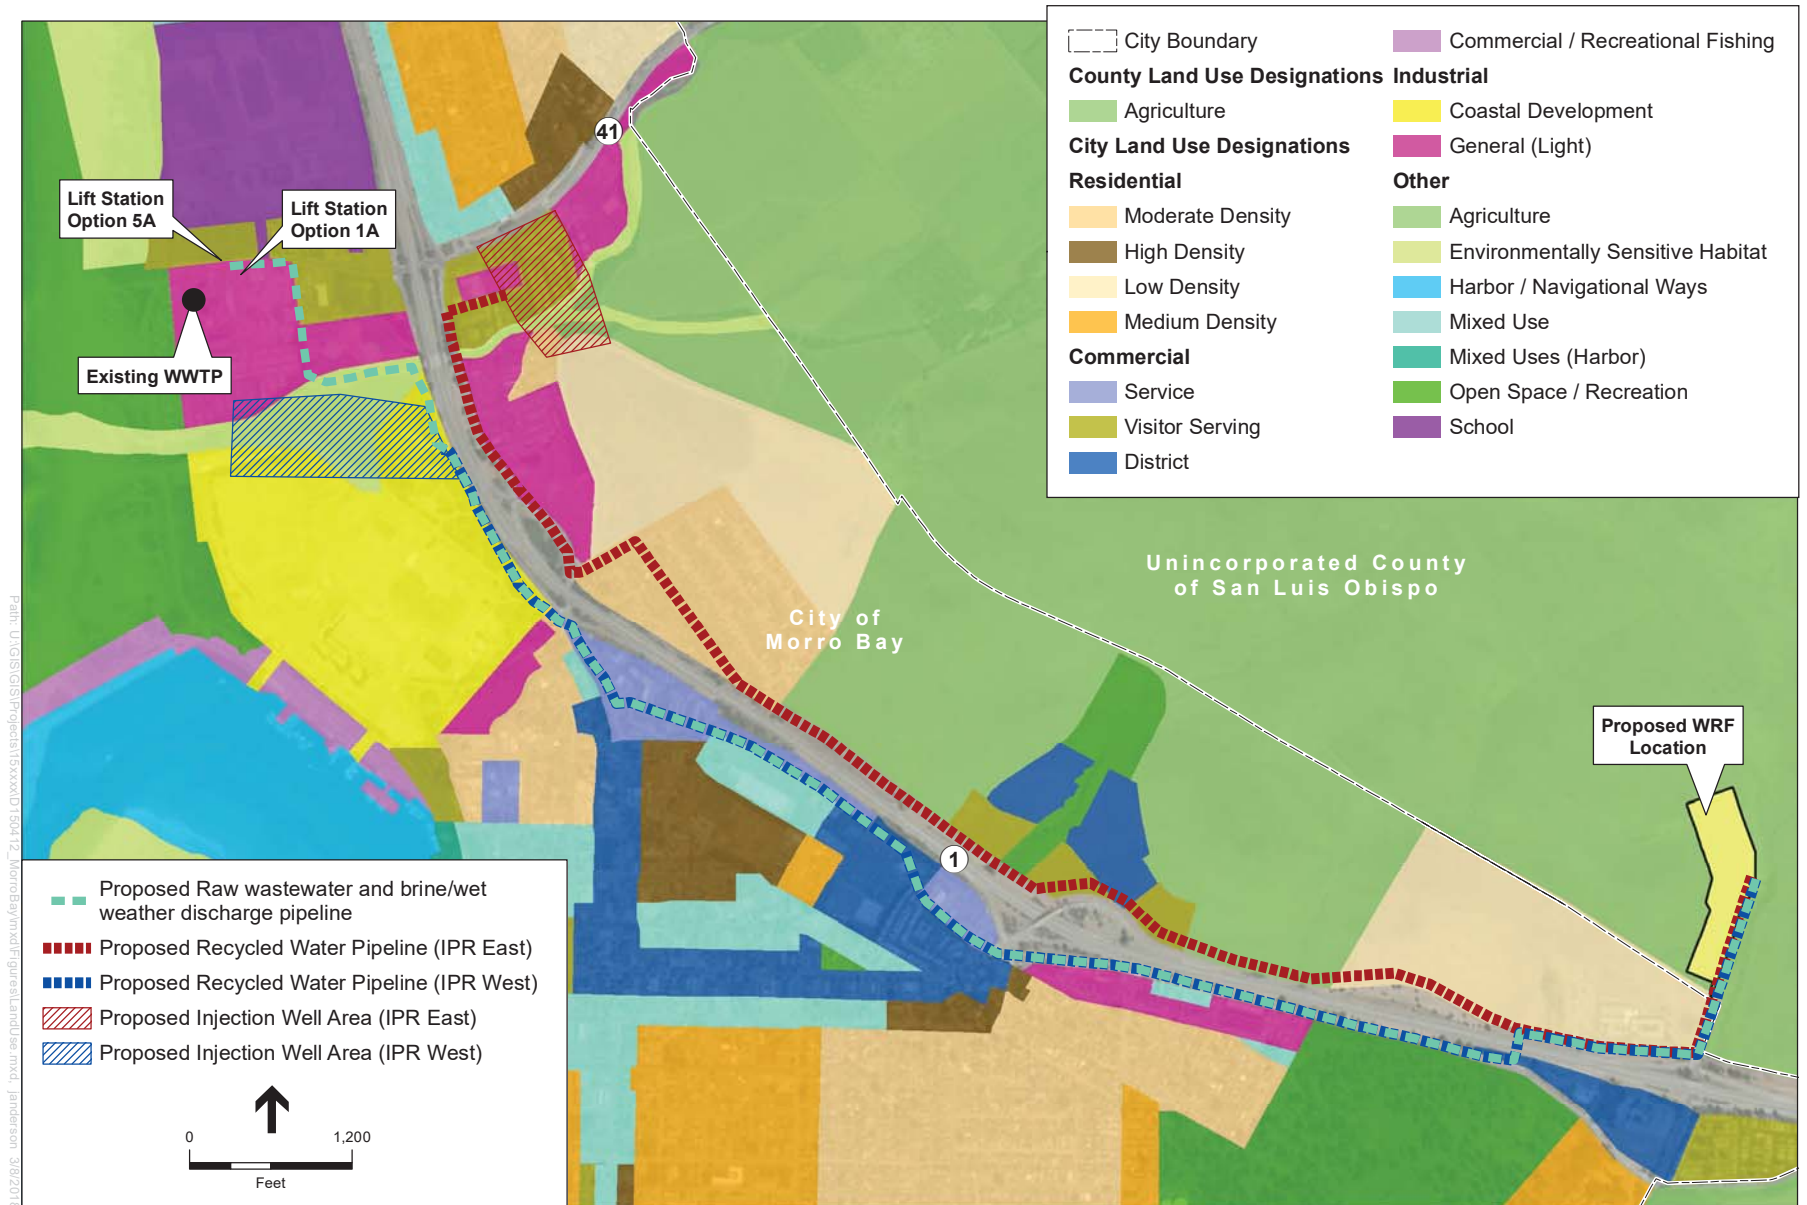 City Boundary
County Land Use Designations
Agriculture
City Land Use Designations
Residential
Moderate Density
High Density
Low Density
Medium Density
Commercial
Service
Visitor Serving
District
Commercial / Recreational Fishing
Industrial
Coastal Development
General (Light)
Other
Agriculture
Environmentally Sensitive Habitat
Harbor / Navigational Ways
Mixed Use
Mixed Uses (Harbor)
Open Space / Recreation
School
41
Lift Station
Option 5A
Lift Station
Option 1A
Existing WWTP
Unincorporated County
of San Luis Obispo
City of
Morro Bay
Proposed WRF
Location
1
Proposed Raw wastewater and brine/wet
weather discharge pipeline
Proposed Recycled Water Pipeline (IPR East)
Proposed Recycled Water Pipeline (IPR West)
Proposed Injection Well Area (IPR East)
Proposed Injection Well Area (IPR West)
0 1,200
Feet